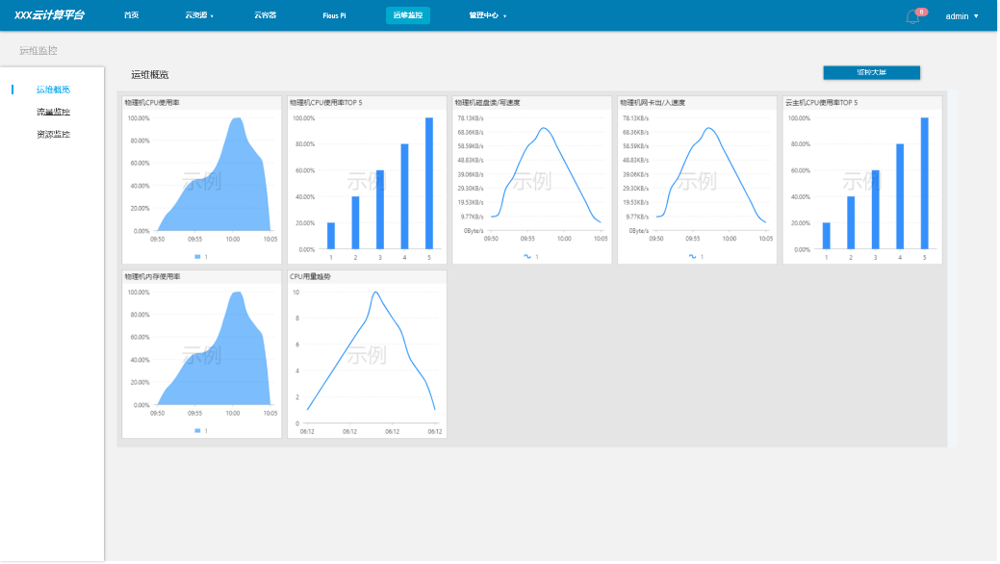 XXX云计算平台 首页 云资源 云容器 Fious Pi 运维监控 管理中心 8 admin
运维监控
运维概览
流量监控
资源监控
运维概览 监控大屏
物理机CPU使用率
100.00%
80.00%
60.00%
40.00%
20.00%
0.00%
09:50 09:55 10:00 10:05
1
示例
物理机CPU使用率TOP 5
100.00%
80.00%
60.00%
40.00%
20.00%
0.00%
1 2 3 4 5
示例
物理机磁盘读/写速度
78.13KB/s
68.36KB/s
58.59KB/s
48.83KB/s
39.06KB/s
29.30KB/s
19.53KB/s
9.77KB/s
0Byte/s
09:50 09:55 10:00 10:05
1
示例
物理机网卡出/入速度
78.13KB/s
68.36KB/s
58.59KB/s
48.83KB/s
39.06KB/s
29.30KB/s
19.53KB/s
9.77KB/s
0Byte/s
09:50 09:55 10:00 10:05
1
示例
云主机CPU使用率TOP 5
100.00%
80.00%
60.00%
40.00%
20.00%
0.00%
1 2 3 4 5
示例
物理机内存使用率
100.00%
80.00%
60.00%
40.00%
20.00%
0.00%
09:50 09:55 10:00 10:05
1
示例
CPU用量趋势
10
8
6
4
2
0
06:12 06:12 06:12 06:12
示例